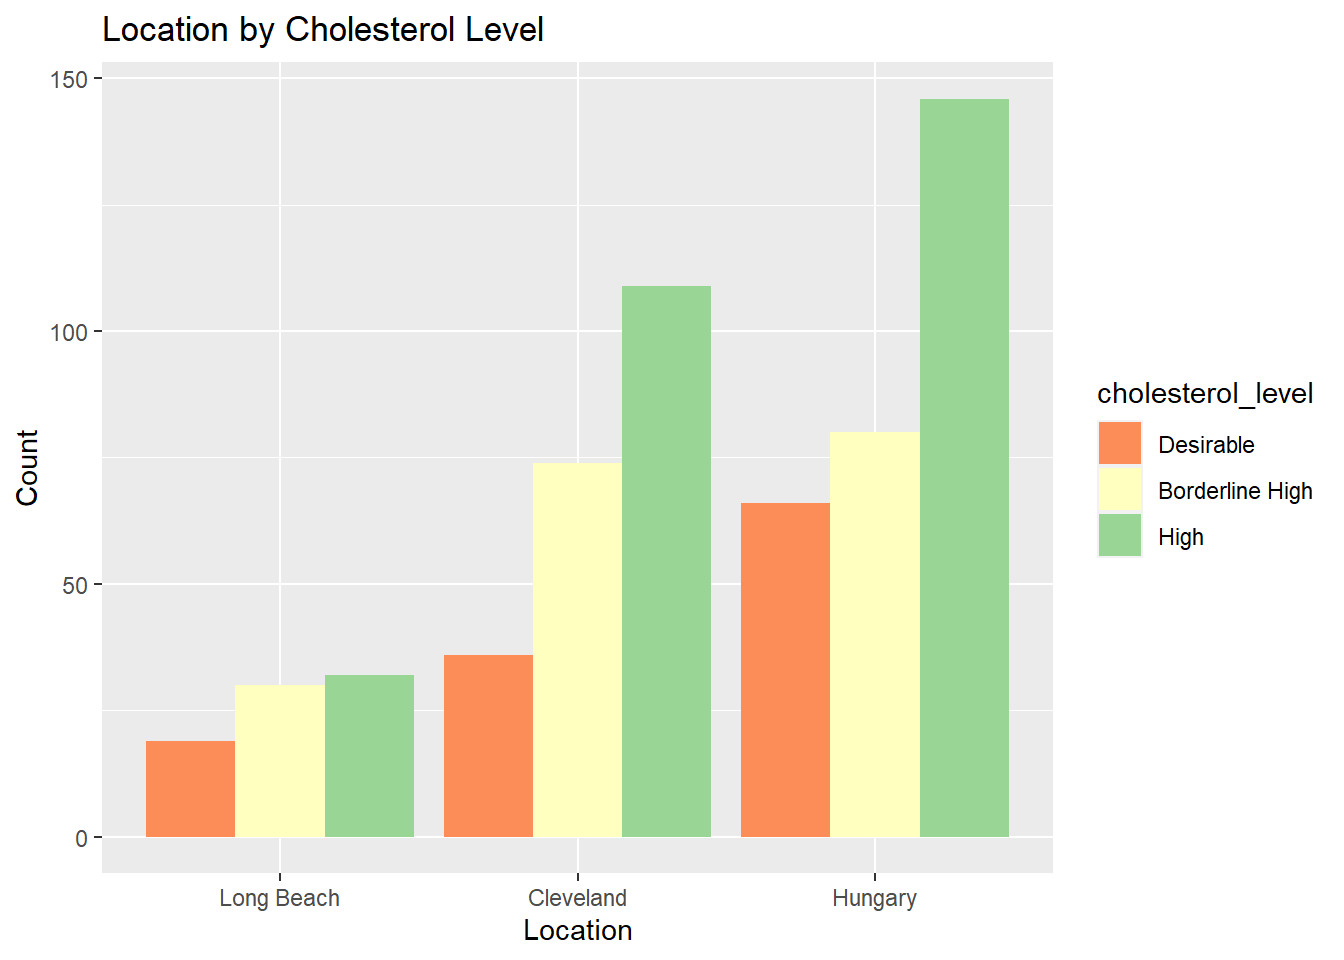 Location by Cholesterol Level
150
100
50
0
Count
Long Beach
Cleveland
Hungary
Location
cholesterol_level
Desirable
Borderline High
High